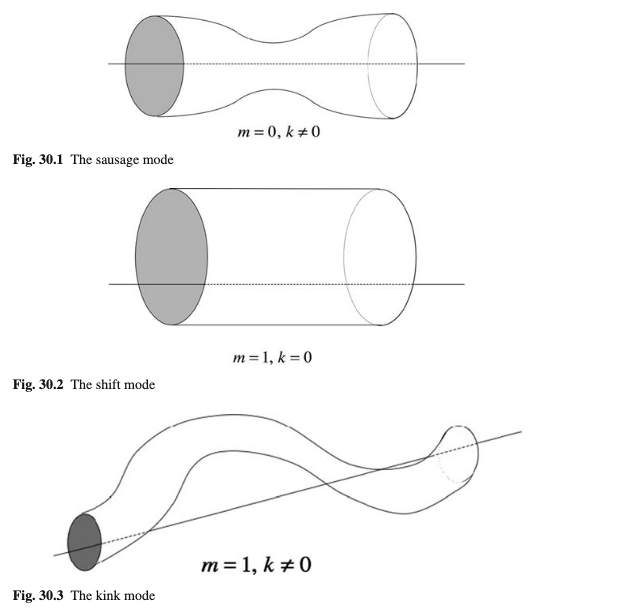 m = 0, k ≠ 0
Fig. 30.1 The sausage mode
m = 1, k = 0
Fig. 30.2 The shift mode
m = 1, k ≠ 0
Fig. 30.3 The kink mode